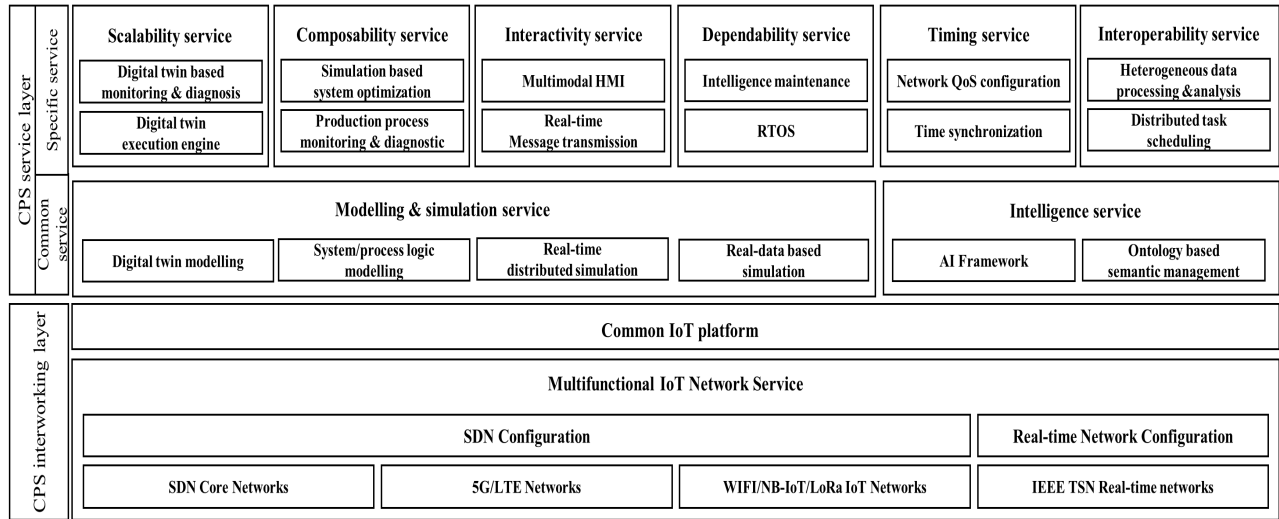 CPS service layer
Specific service
Scalability service
Digital twin based
monitoring & diagnosis
Digital twin
execution engine
Composability service
Simulation based
system optimization
Production process
monitoring & diagnostic
Interactivity service
Multimodal HMI
Real-time
Message transmission
Dependability service
Intelligence maintenance
RTOS
Timing service
Network QoS configuration
Time synchronization
Interoperability service
Heterogeneous data
processing &analysis
Distributed task
scheduling
Common
service
Modelling & simulation service
Digital twin modelling
System/process logic
modelling
Real-time
distributed simulation
Real-data based
simulation
Intelligence service
AI Framework
Ontology based
semantic management
CPS interworking layer
Common IoT platform
Multifunctional IoT Network Service
SDN Configuration
Real-time Network Configuration
SDN Core Networks
5G/LTE Networks
WIFI/NB-IoT/LoRa IoT Networks
IEEE TSN Real-time networks